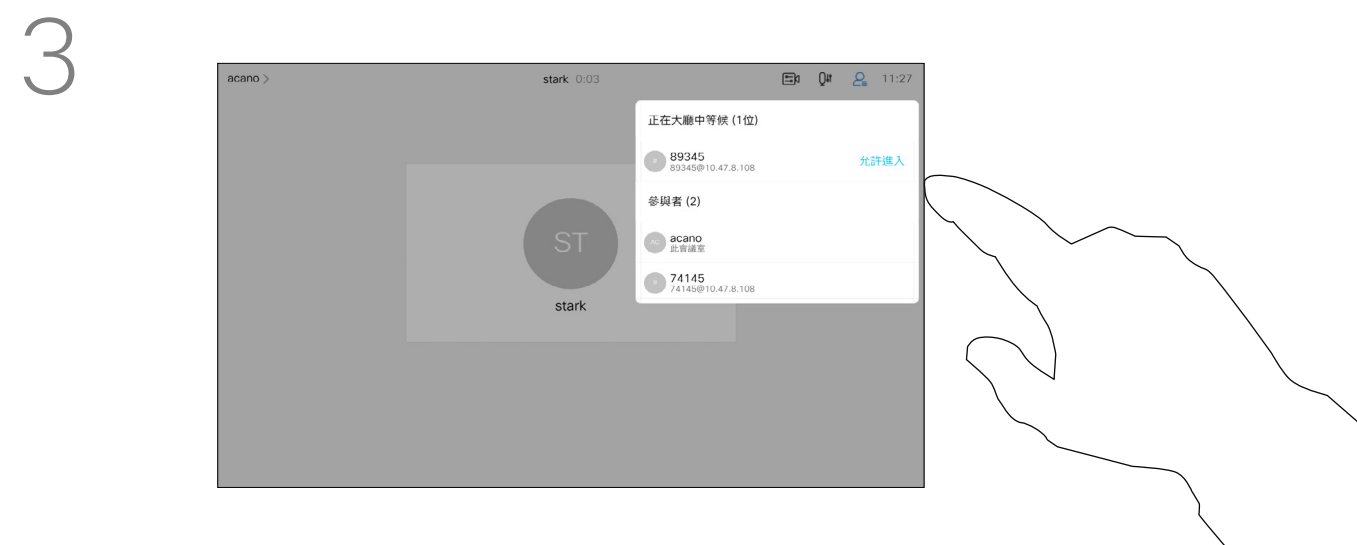 3
acano >
stark 0:03
11:27
正在大廳中等候 (1位)
89345
89345@10.47.8.108
允許進入
參與者 (2)
ST
AC
acano
此會議室
74145
74145@10.47.8.108
stark